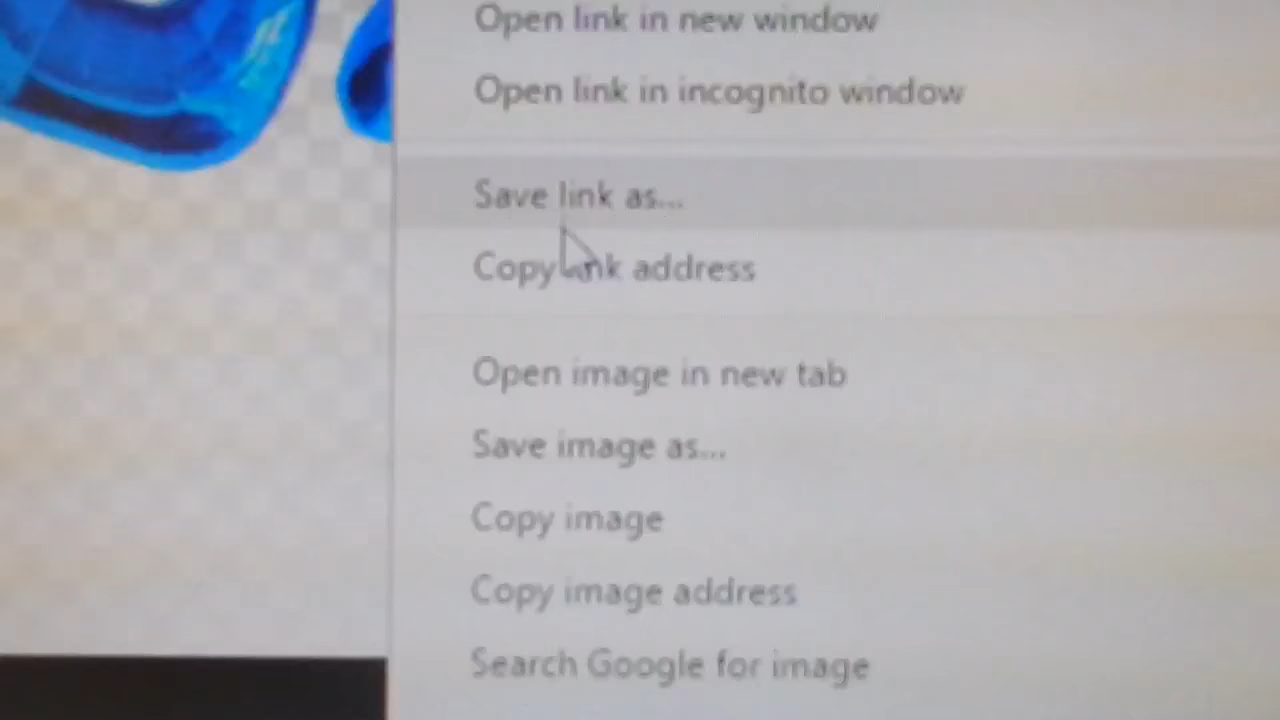 Open link in new window
Open link in incognito window
Save link as...
Copy link address
Open image in new tab
Save image as...
Copy image
Copy image address
Search Google for image